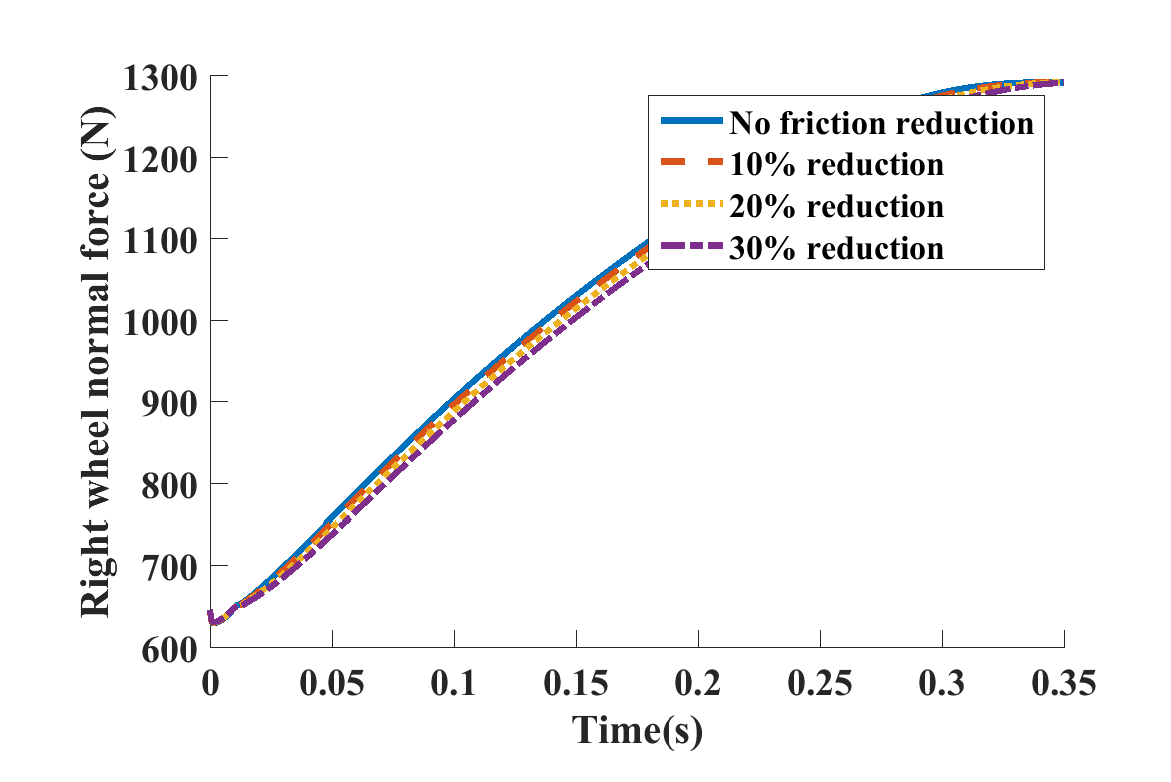 1300
1200
1100
1000
900
800
700
600
Right wheel normal force (N)
No friction reduction
10% reduction
20% reduction
30% reduction
0 0.05 0.1 0.15 0.2 0.25 0.3 0.35
Time(s)